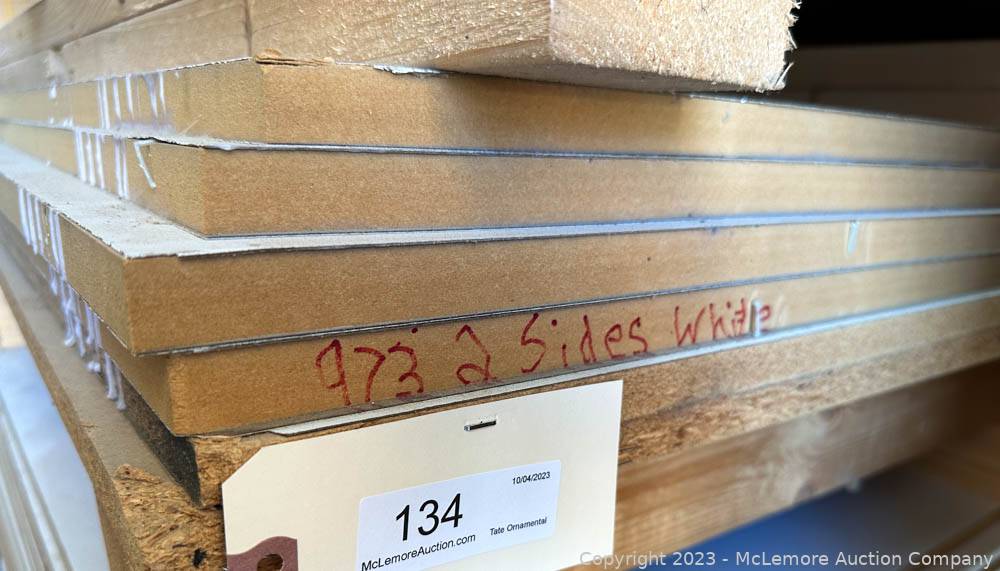 973 2 Sides White
10/04/2023
134
Tate Ornamental
McLemoreAuction.com
Copyright 2023 - McLemore Auction Company